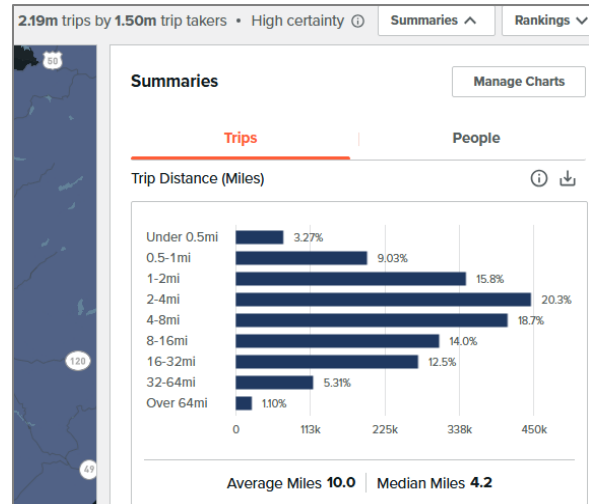 2.19m trips by 1.50m trip takers • High certainty ⓘ Summaries Rankings
50
Summaries Manage Charts
Trips People
Trip Distance (Miles)
Under 0.5mi 3.27%
0.5-1mi 9.03%
1-2mi 15.8%
2-4mi 20.3%
4-8mi 18.7%
8-16mi 14.0%
120
16-32mi 12.5%
32-64mi 5.31%
Over 64mi 1.10%
0 113k 225k 338k 450k
49
Average Miles 10.0 Median Miles 4.2